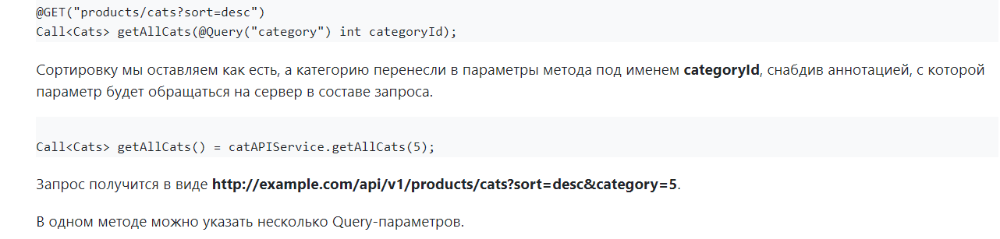 @GET("products/cats?sort=desc")
Call<Cats> getAllCats(@Query("category") int categoryId);
Сортировку мы оставляем как есть, а категорию перенесли в параметры метода под именем categoryId, снабдив аннотацией, с которой
параметр будет обращаться на сервер в составе запроса.
Call<Cats> getAllCats() = catAPIService.getAllCats(5);
Запрос получится в виде http://example.com/api/v1/products/cats?sort=desc&category=5.
В одном методе можно указать несколько Query-параметров.